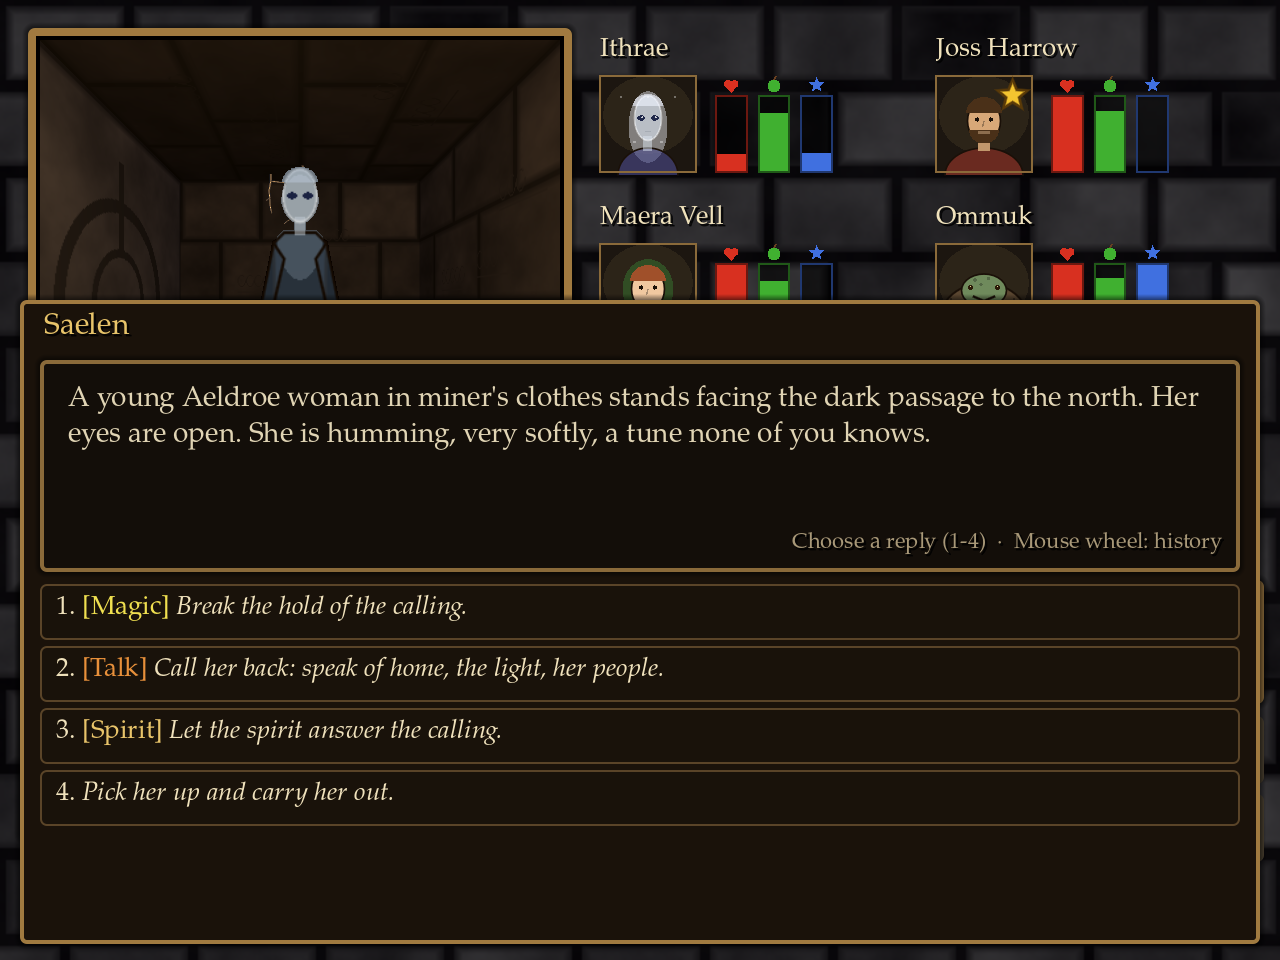 Ithrae
Joss Harrow
Maera Vell
Ommuk
Saelen
A young Aeldroe woman in miner's clothes stands facing the dark passage to the north. Her
eyes are open. She is humming, very softly, a tune none of you knows.
Choose a reply (1-4) · Mouse wheel: history
1. [Magic] Break the hold of the calling.
2. [Talk] Call her back: speak of home, the light, her people.
3. [Spirit] Let the spirit answer the calling.
4. Pick her up and carry her out.